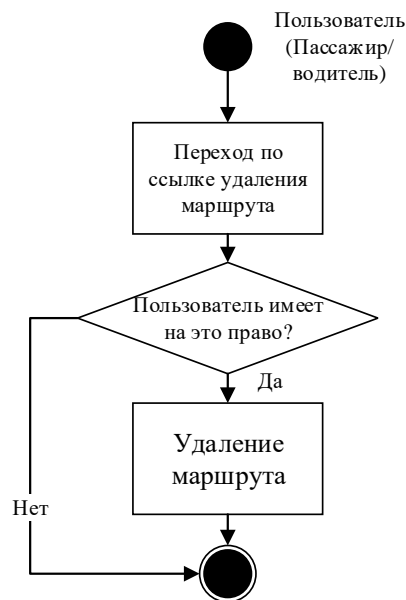 Пользователь
(Пассажир/
водитель)
Переход по
ссылке удаления
маршрута
Пользователь имеет
на это право?
Да
Удаление
маршрута
Нет